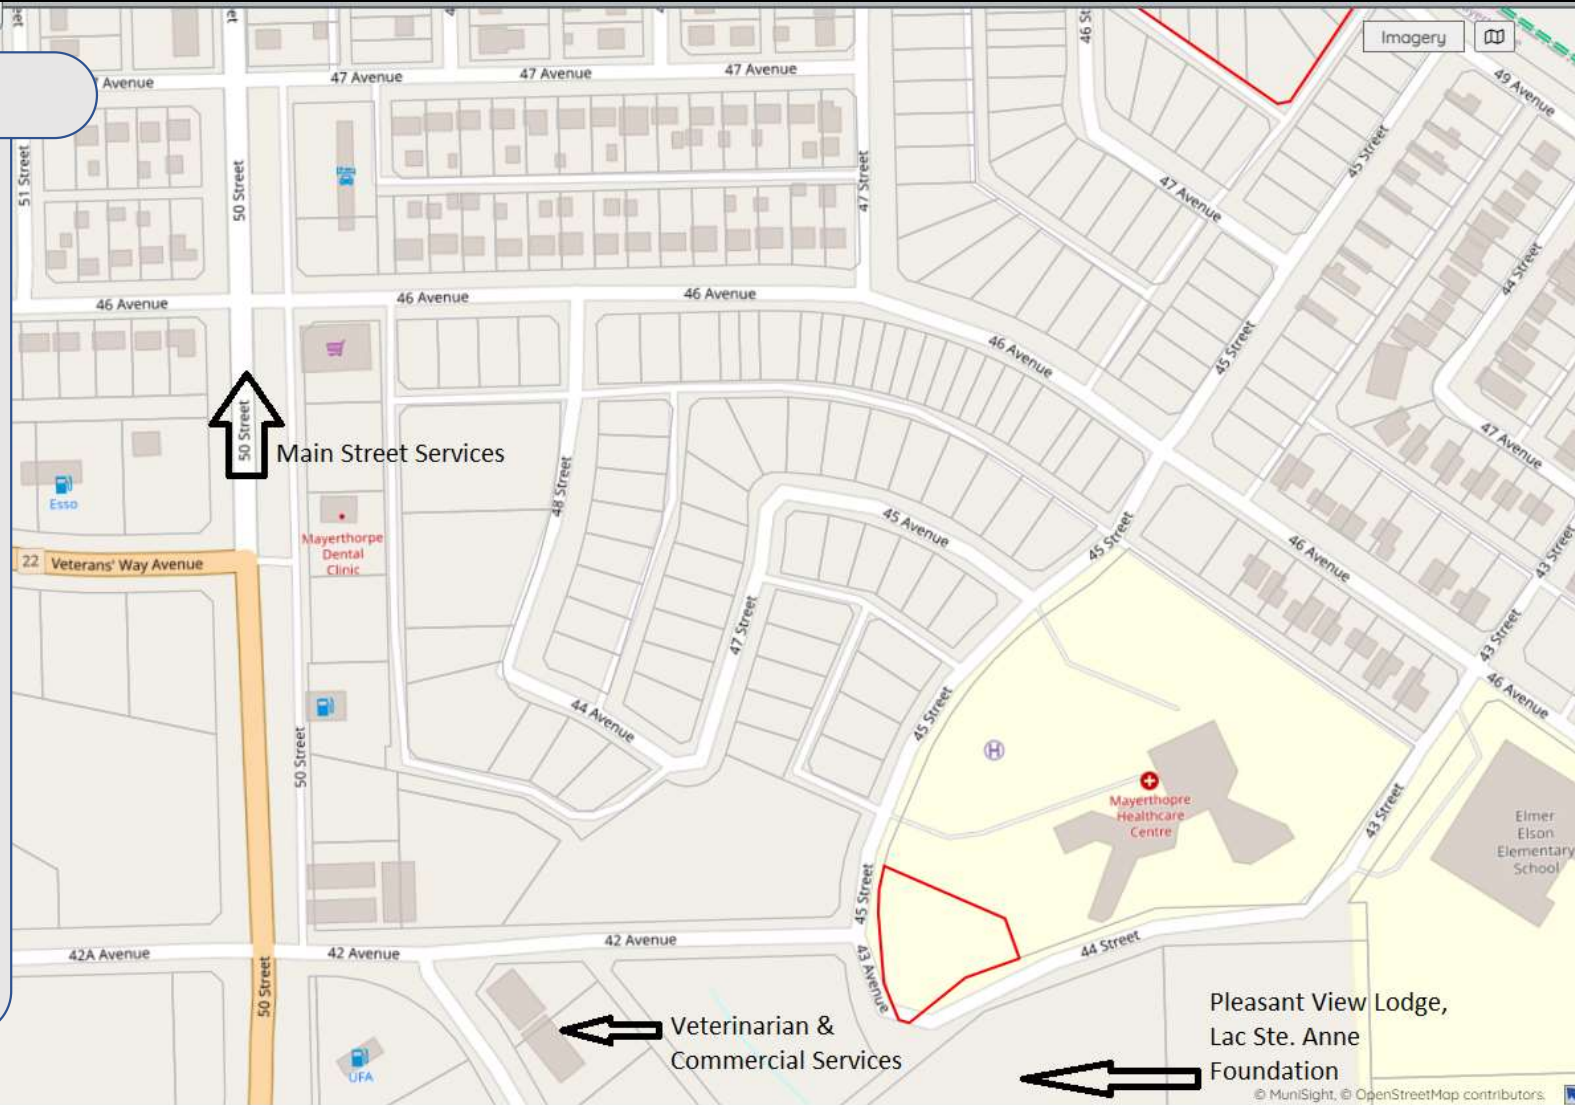 Imagery
49 Avenue
46 St
Avenue
47 Avenue
47 Avenue
47 Avenue
45 Street
51 Street
50 Street
47 Street
47 Avenue
44 Street
46 Avenue
46 Avenue
46 Avenue
46 Avenue
45 Street
50 Street
Main Street Services
47 Avenue
Esso
48 Street
45 Avenue
45 Street
Mayerthorpe
Dental
Clinic
46 Avenue
43 Street
22 Veterans' Way Avenue
47 Street
43 Street
46 Avenue
44 Avenue
45 Street
50 Street
H
Mayerthopre
Healthcare
Centre
43 Street
Elmer
Elson
Elementary
School
45 Street
42A Avenue
42 Avenue
42 Avenue
44 Street
43 Avenue
50 Street
Veterinarian &
Commercial Services
Pleasant View Lodge,
Lac Ste. Anne
Foundation
UFA
© MuniSight, © OpenStreetMap contributors.